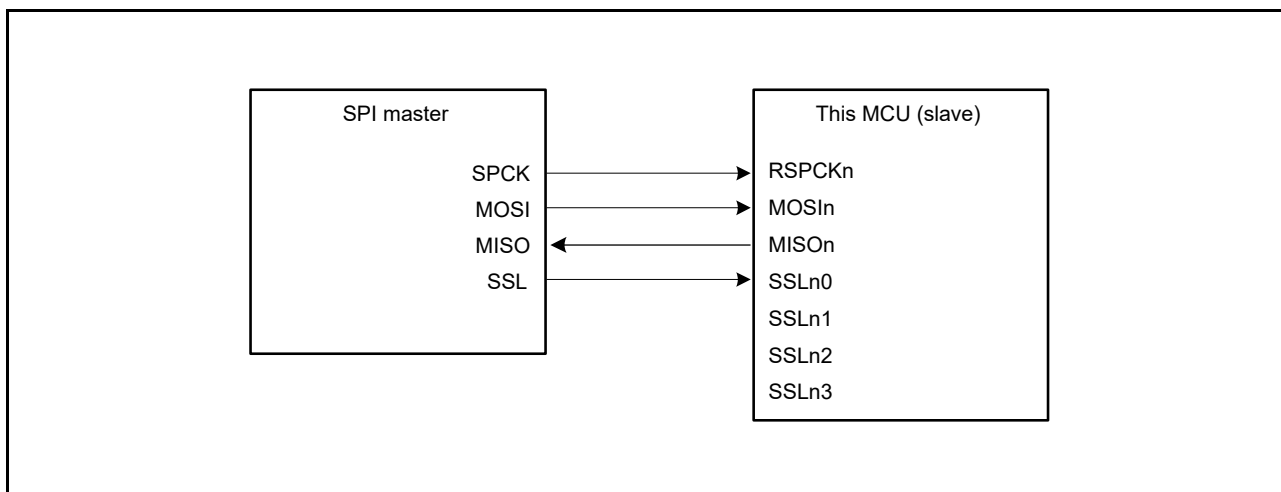 SPI master
SPCK
MOSI
MISO
SSL
This MCU (slave)
RSPCKn
MOSIn
MISOn
SSLn0
SSLn1
SSLn2
SSLn3